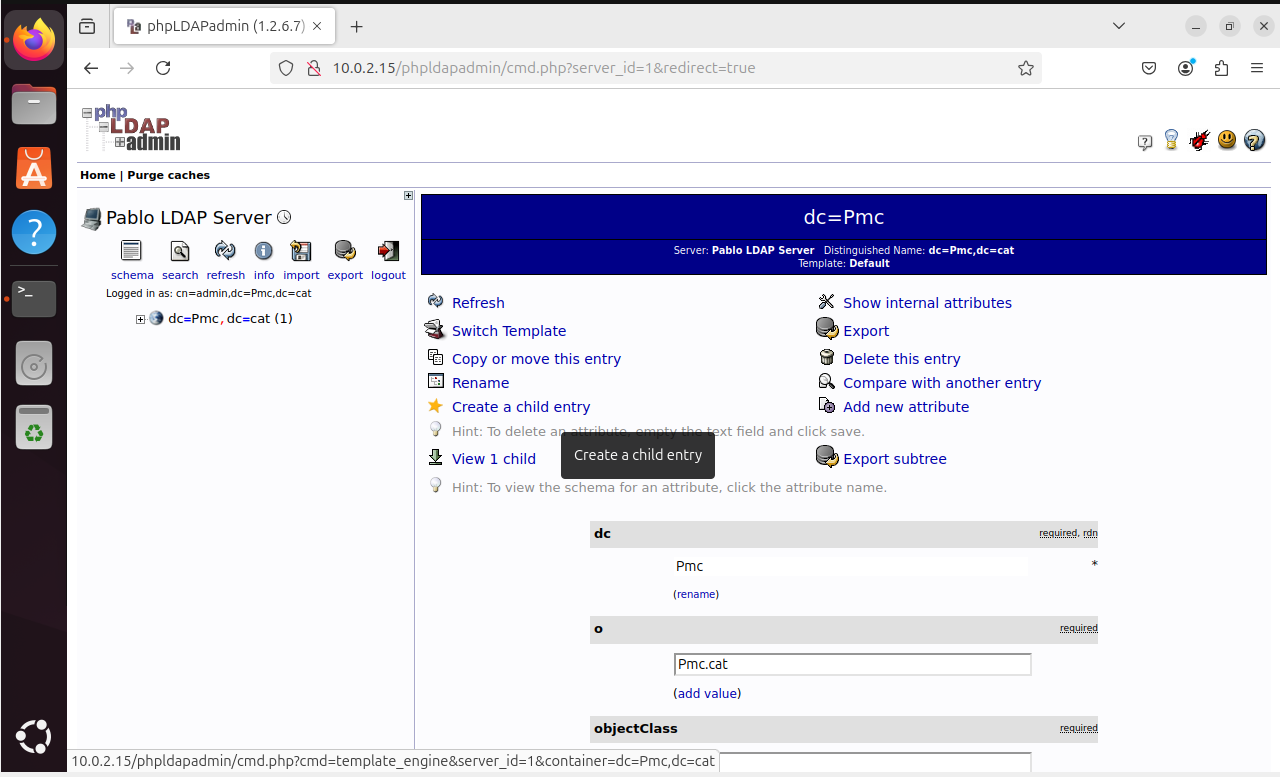 phpLDAPadmin (1.2.6.7)
10.0.2.15/phpldapadmin/cmd.php?server_id=1&redirect=true
php
LDAP
admin
Home | Purge caches
Pablo LDAP Server
schema search refresh info import export logout
Logged in as: cn=admin,dc=Pmc,dc=cat
dc=Pmc,dc=cat (1)
dc=Pmc
Server: Pablo LDAP Server Distinguished Name: dc=Pmc,dc=cat
Template: Default
Refresh Show internal attributes
Switch Template Export
Copy or move this entry Delete this entry
Rename Compare with another entry
Create a child entry Add new attribute
Hint: To delete an attribute, empty the text field and click save.
Create a child entry
View 1 child Export subtree
Hint: To view the schema for an attribute, click the attribute name.
dc required, rdn
Pmc *
(rename)
o required
Pmc.cat
(add value)
objectClass required
10.0.2.15/phpldapadmin/cmd.php?cmd=template_engine&server_id=1&container=dc=Pmc,dc=cat